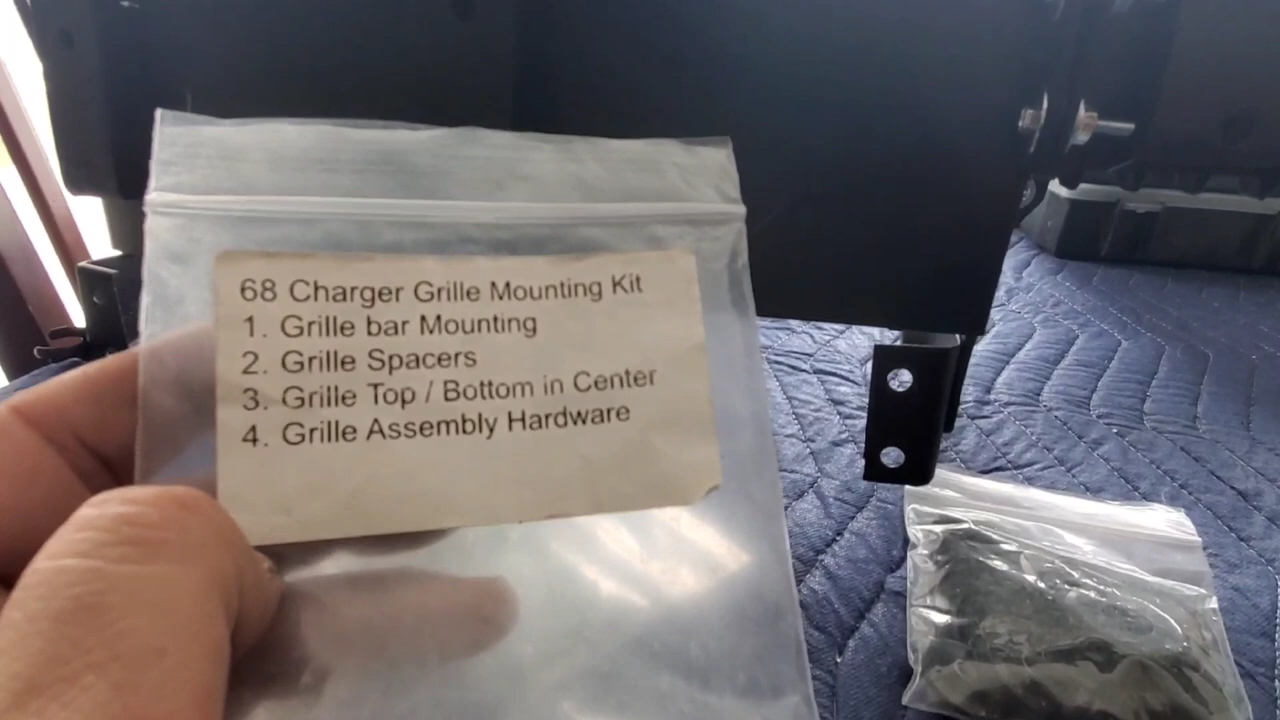 68 Charger Grille Mounting Kit
1. Grille bar Mounting
2. Grille Spacers
3. Grille Top / Bottom in Center
4. Grille Assembly Hardware